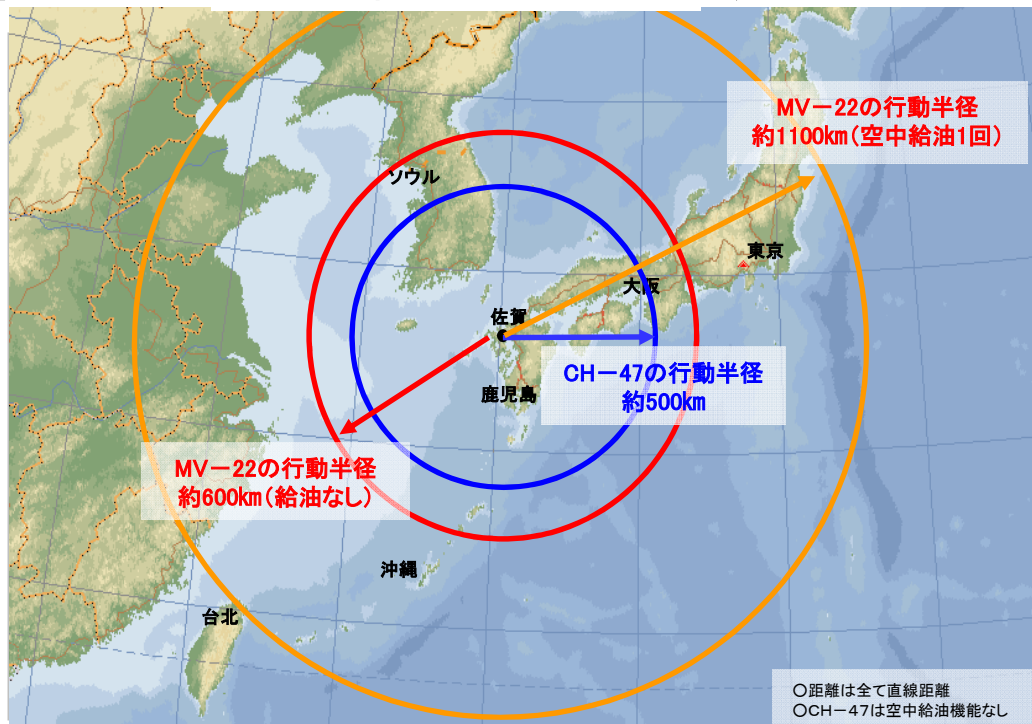 MV－22の行動半径
約1100km（空中給油1回）
ソウル
東京
大阪
佐賀
CH－47の行動半径
約500km
鹿児島
MV－22の行動半径
約600km（給油なし）
沖縄
台北
○距離は全て直線距離
○CH－47は空中給油機能なし